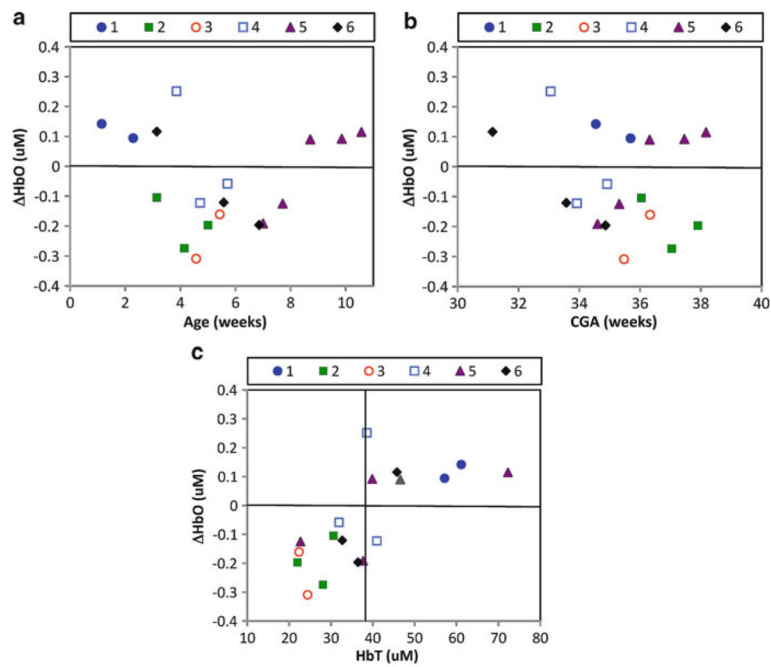 a
1 2 3 4 5 6
0.4
0.3
0.2
0.1
0
-0.1
-0.2
-0.3
-0.4
ΔHbO (uM)
0 2 4 6 8 10
Age (weeks)
b
1 2 3 4 5 6
0.4
0.3
0.2
0.1
0
-0.1
-0.2
-0.3
-0.4
ΔHbO (uM)
30 32 34 36 38 40
CGA (weeks)
c
1 2 3 4 5 6
0.4
0.3
0.2
0.1
0
-0.1
-0.2
-0.3
-0.4
ΔHbO (uM)
10 20 30 40 50 60 70 80
HbT (uM)